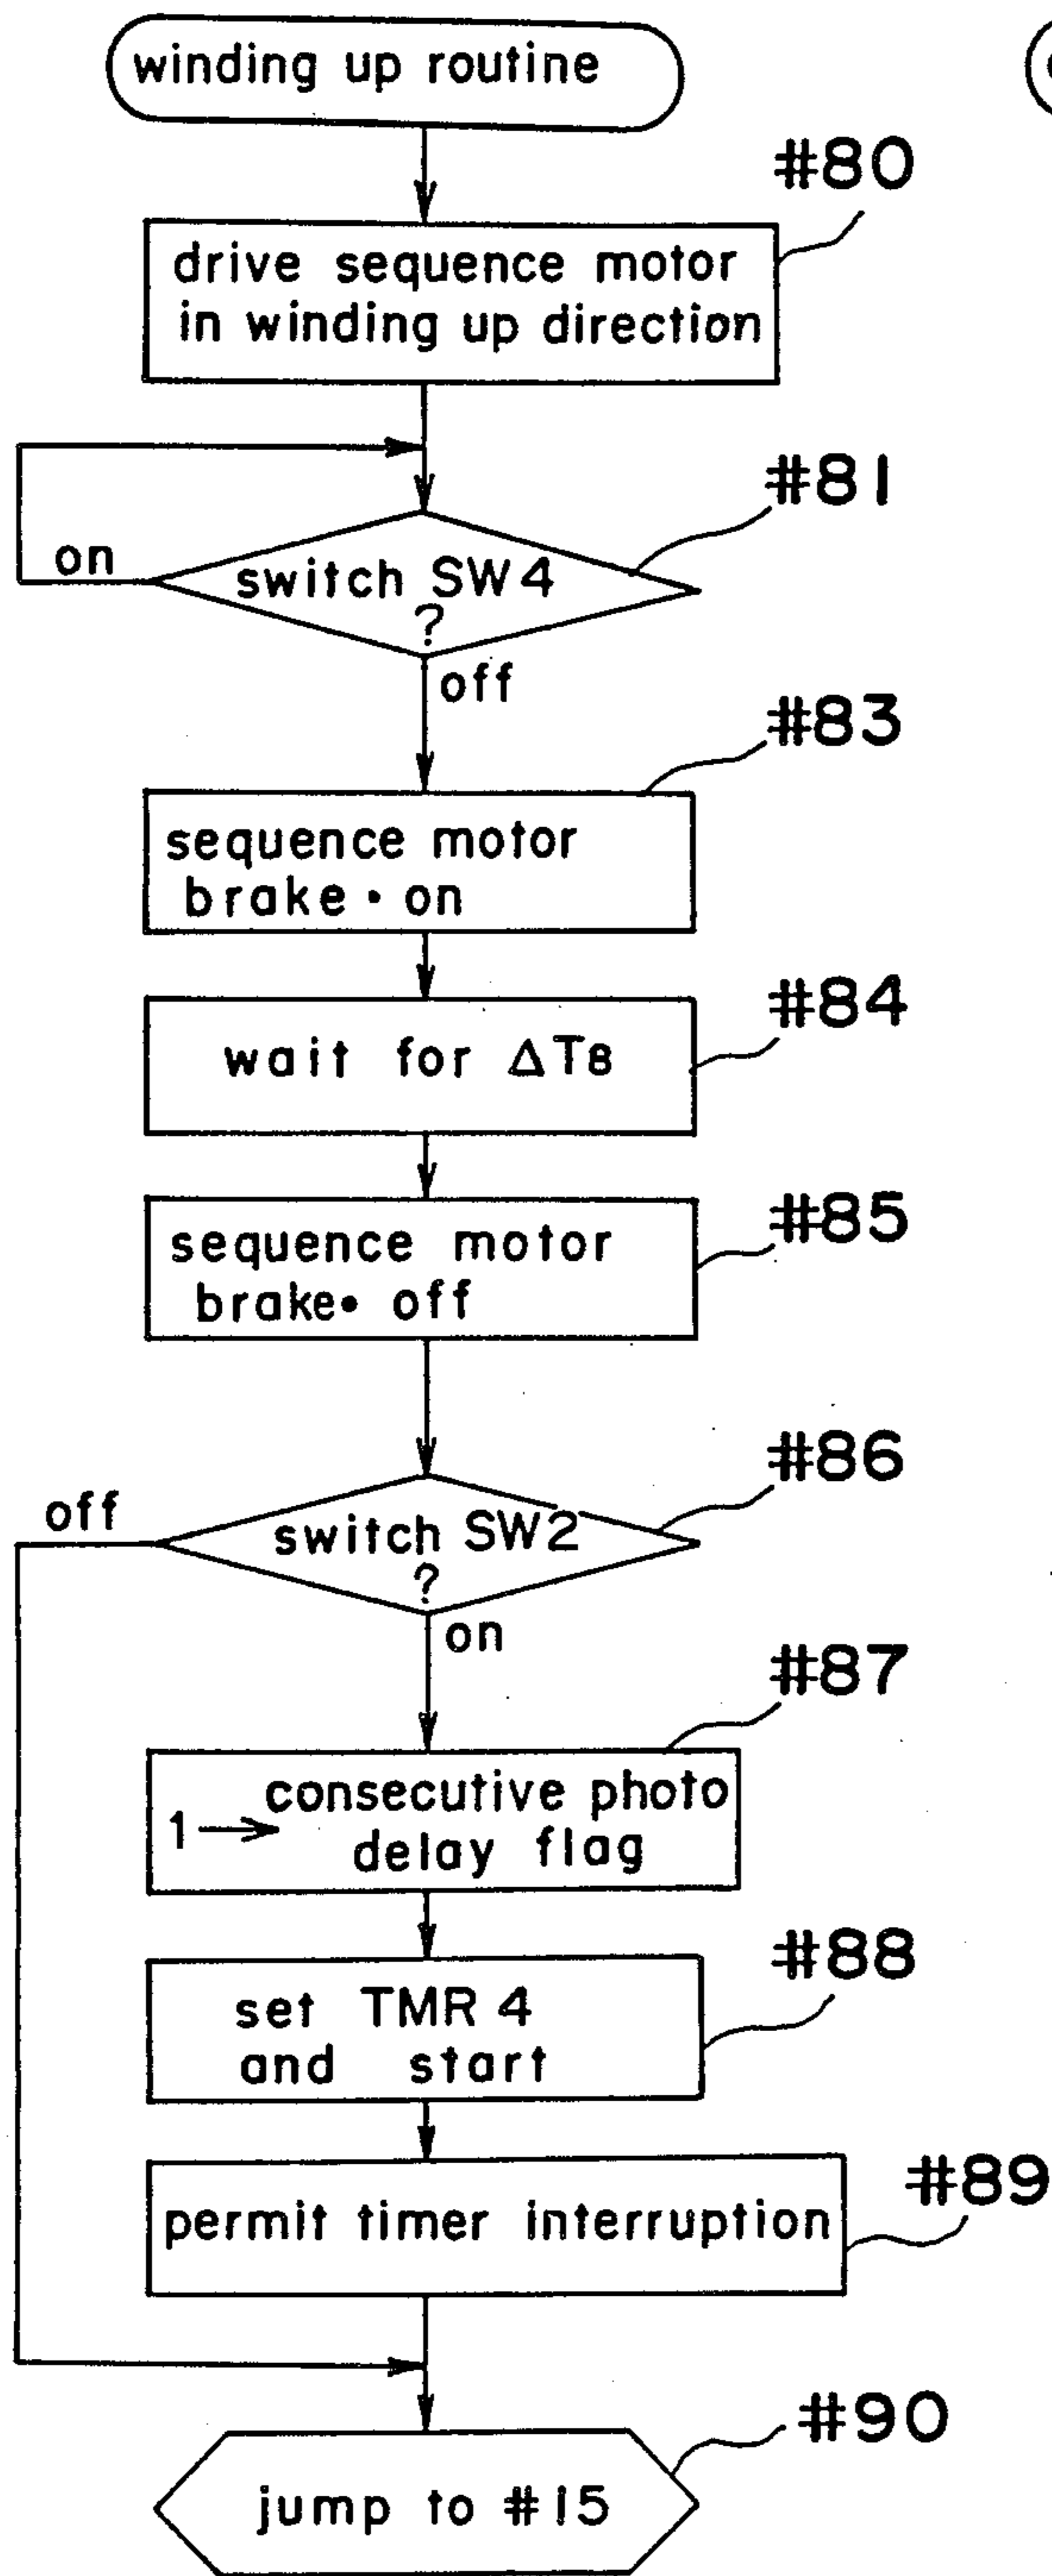 winding up routine
#80
drive sequence motor
in winding up direction
#81
on
switch SW4
?
off
#83
sequence motor
brake · on
#84
wait for ΔT8
#85
sequence motor
brake· off
#86
off
switch SW2
?
on
#87
consecutive photo
1→
delay flag
#88
set TMR 4
and start
#89
permit timer interruption
#90
jump to #15